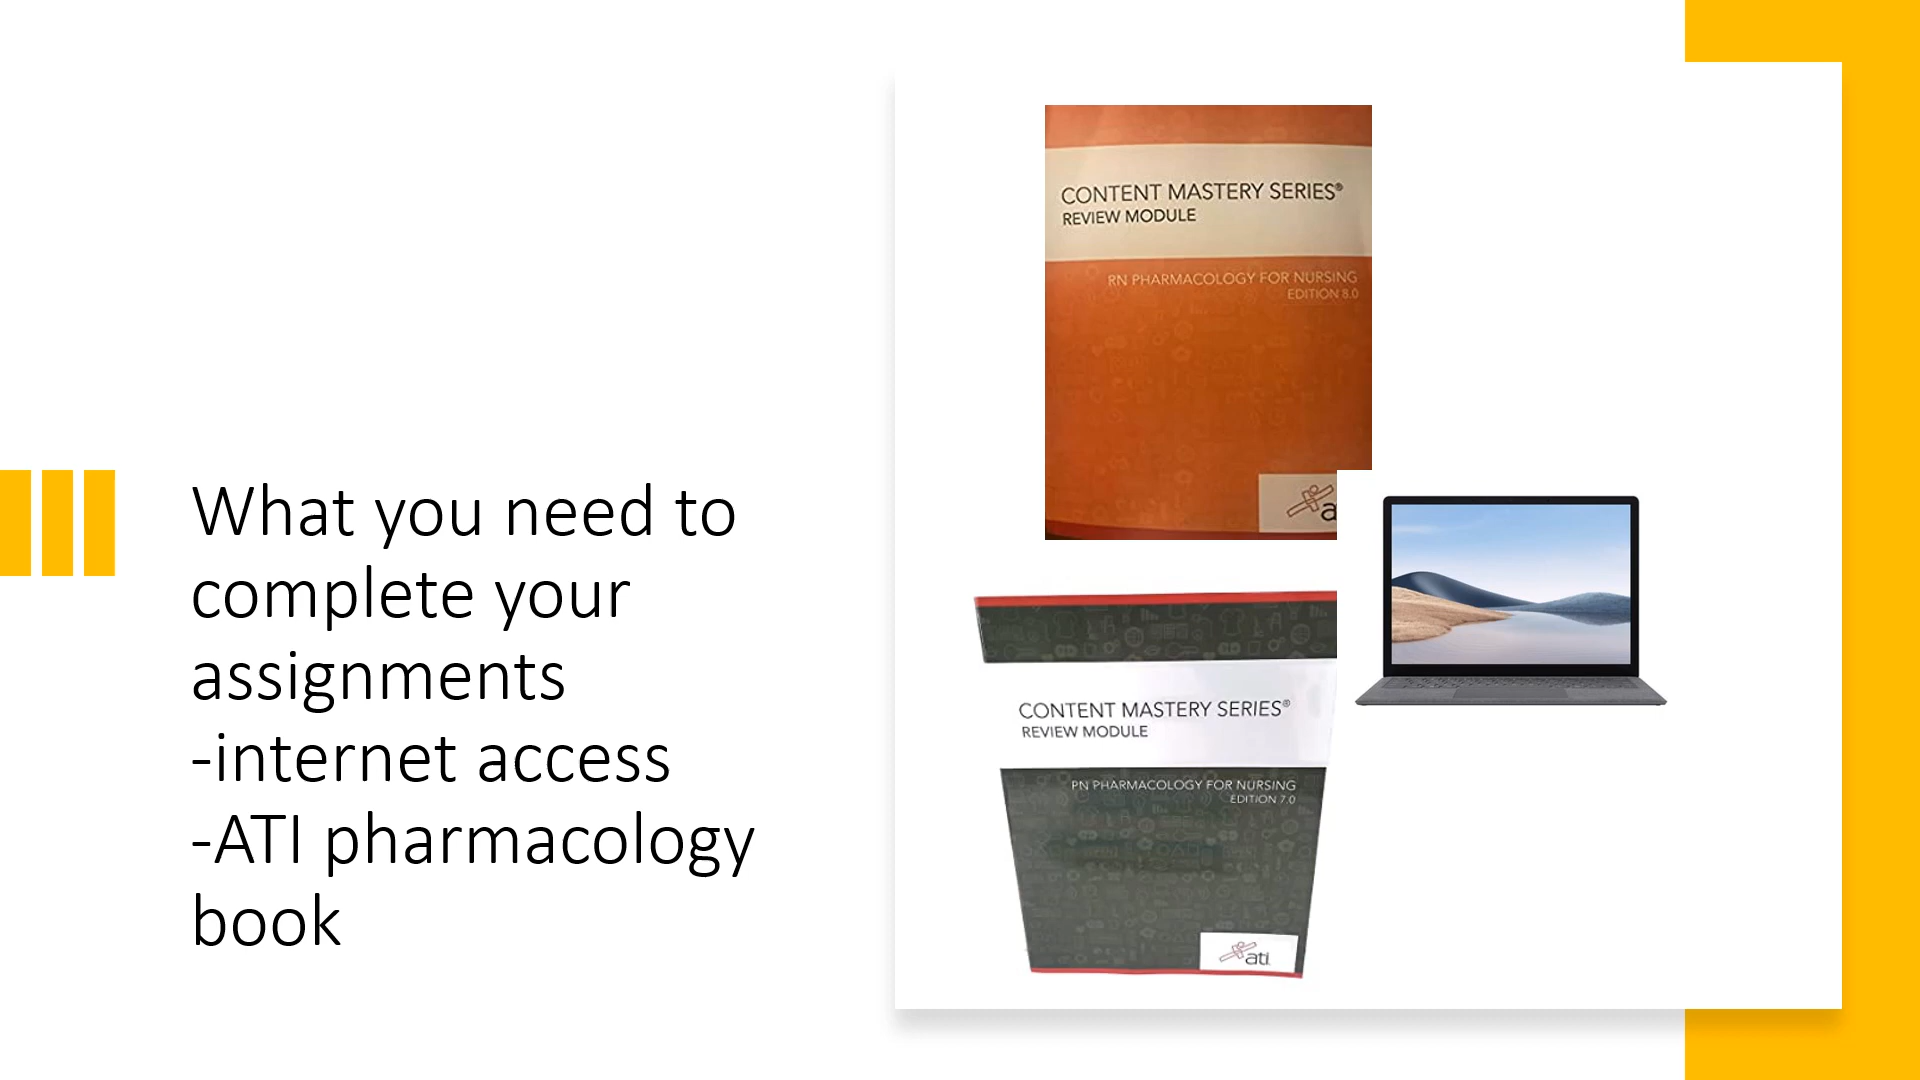 What you need to
complete your
assignments
-internet access
-ATI pharmacology
book
CONTENT MASTERY SERIES®
REVIEW MODULE
RN PHARMACOLOGY FOR NURSING
EDITION 8.0
a
CONTENT MASTERY SERIES®
REVIEW MODULE
PN PHARMACOLOGY FOR NURSING
EDITION 7.0
ati